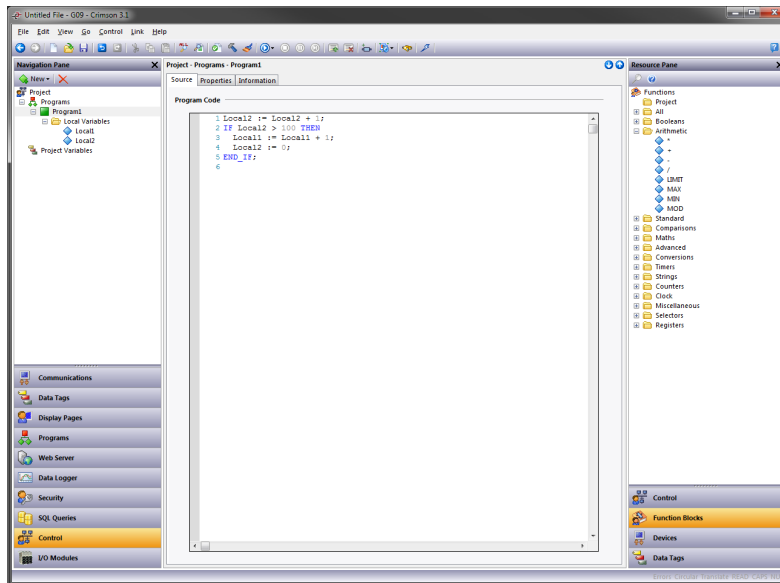 Untitled File - G09 - Crimson 3.1
File Edit View Go Control Link Help
Navigation Pane
New
Project
Programs
Program1
Local Variables
Local1
Local2
Project Variables
Communications
Data Tags
Display Pages
Programs
Web Server
Data Logger
Security
SQL Queries
Control
I/O Modules
Project - Programs - Program1
Source Properties Information
Program Code
1 Local2 := Local2 + 1;
2 IF Local2 > 100 THEN
3 Local1 := Local1 + 1;
4 Local2 := 0;
5 END_IF;
6
Resource Pane
Functions
Project
All
Booleans
Arithmetic
*
+
-
/
LIMIT
MAX
MIN
MOD
Standard
Comparisons
Maths
Advanced
Conversions
Timers
Strings
Counters
Clock
Miscellaneous
Selectors
Registers
Control
Function Blocks
Devices
Data Tags
Errors Circular Translate READ CAPS